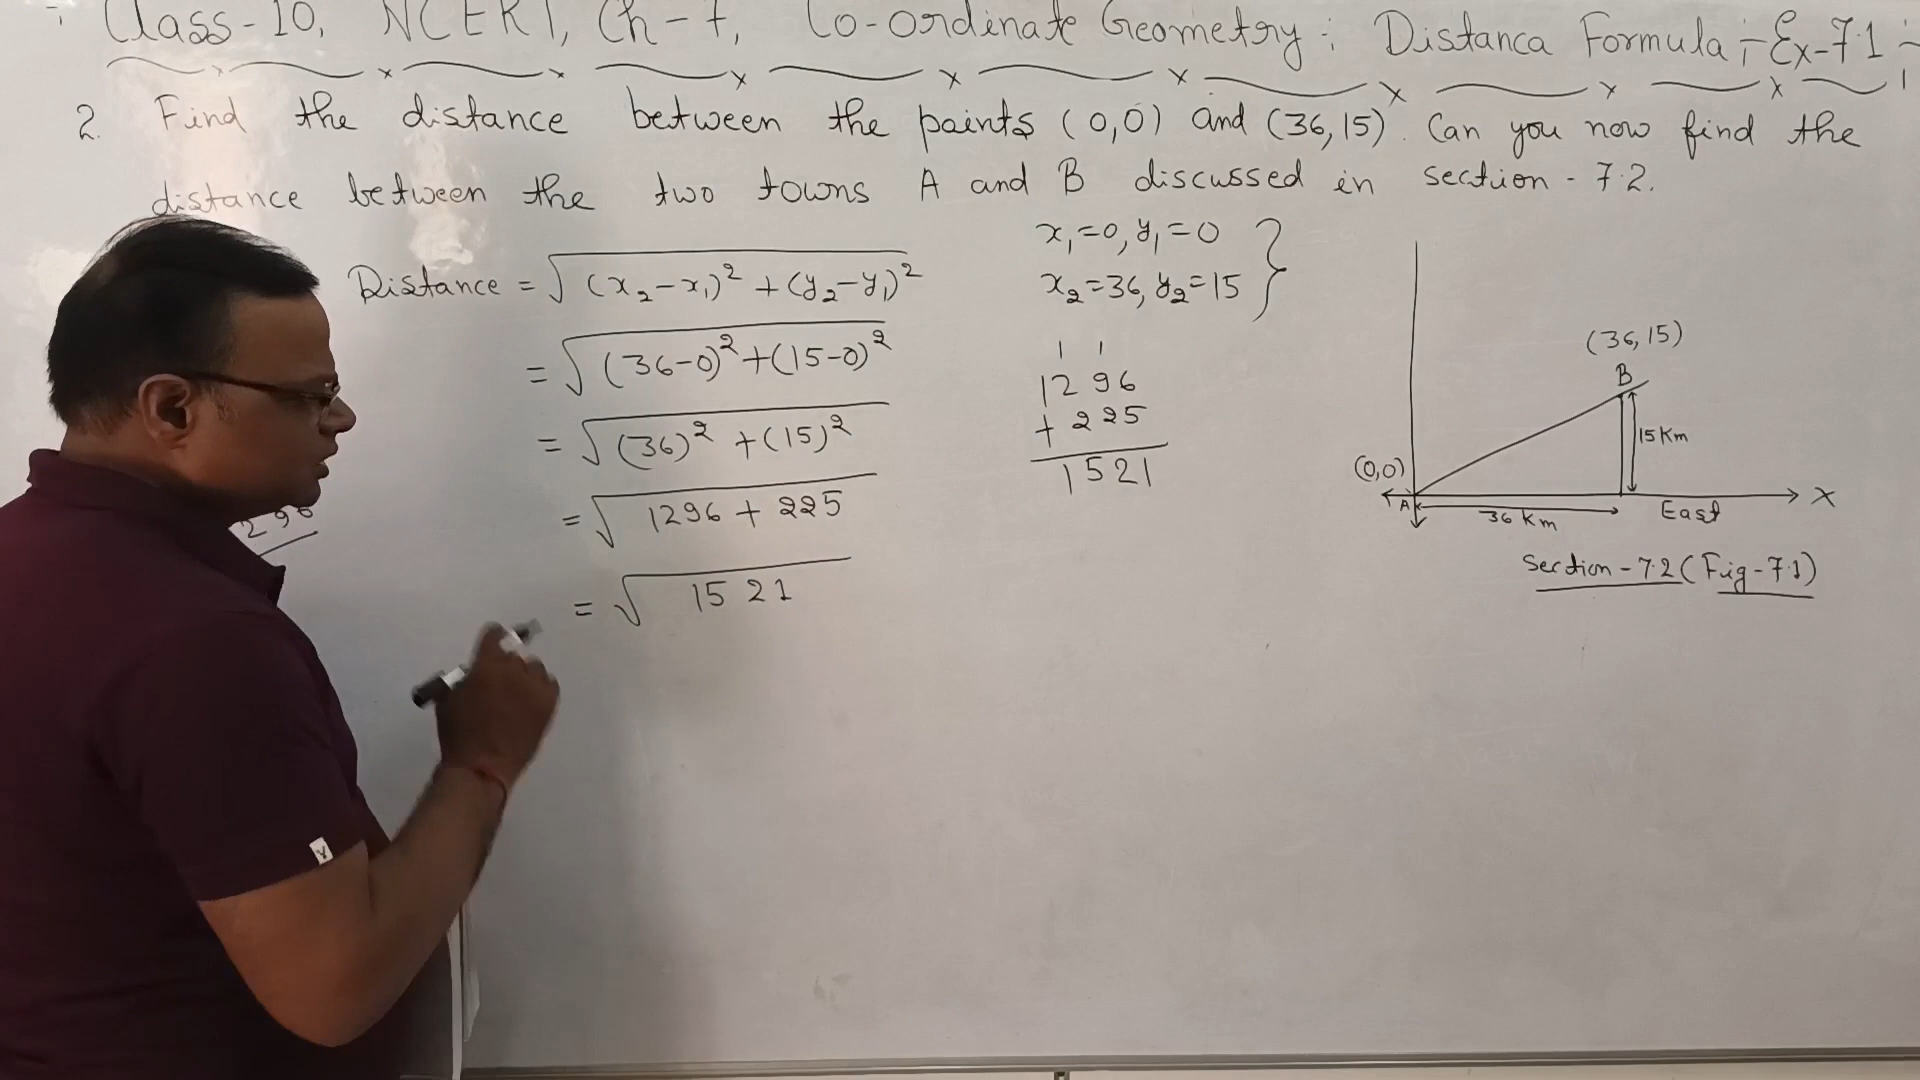 Class-10, NCERT, Ch-7, Co-ordinate Geometry: Distanca Formula:-Ex-7.1:-
2. Find the distance between the points (0,0) and (36,15). Can you now find the
distance between the two towns A and B discussed in section-7.2.
Distance = √(x₂-x₁)² + (y₂-y₁)²
= √(36-0)²+(15-0)²
= √(36)² + (15)²
= √1296 + 225
= √1521
x₁=0, y₁=0
x₂=36, y₂=15 }
1 1
1296
+ 225
1521
(36,15)
B
15 Km
(0,0)
A
36 Km
East
X
Section-7.2 (Fig-7.1)